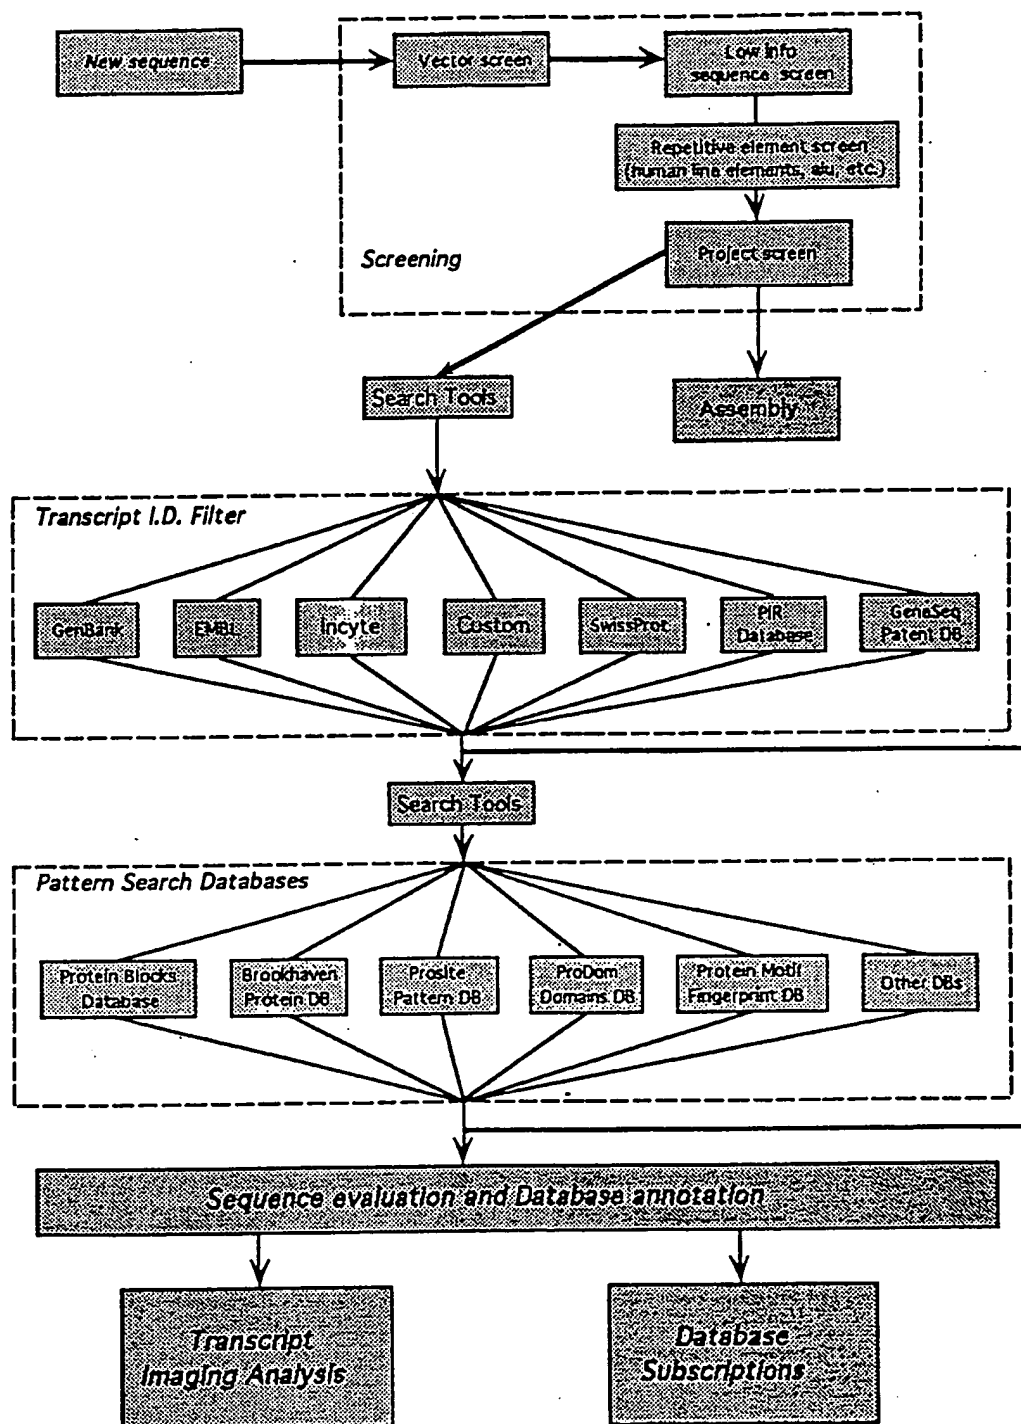 New sequence
Vector screen
Low info
sequence screen
Repetitive element screen
(human line elements, alu, etc.)
Project screen
Screening
Search Tools
Assembly
Transcript I.D. Filter
GenBank
EMBL
Incyte
Custom
SwissProt
PIR
Database
GeneSeq
Patent DB
Search Tools
Pattern Search Databases
Protein Blocks
Database
Brookhaven
Protein DB
Prosite
Pattern DB
ProDom
Domains DB
Protein Motif
Fingerprint DB
Other DBs
Sequence evaluation and Database annotation
Transcript
Imaging Analysis
Database
Subscriptions